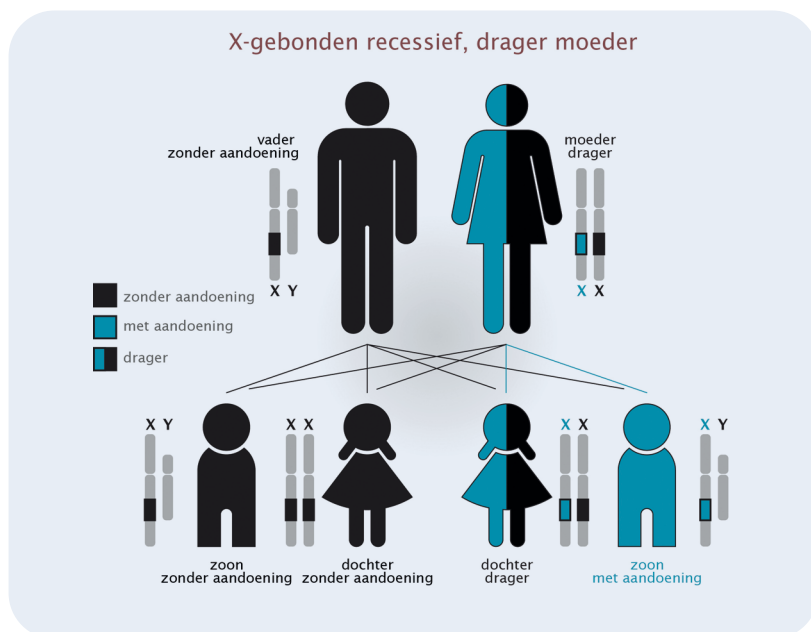 X-gebonden recessief, drager moeder
vader
zonder aandoening
moeder
drager
X Y
X X
zonder aandoening
met aandoening
drager
X Y
X X
X X
X Y
zoon
zonder aandoening
dochter
zonder aandoening
dochter
drager
zoon
met aandoening